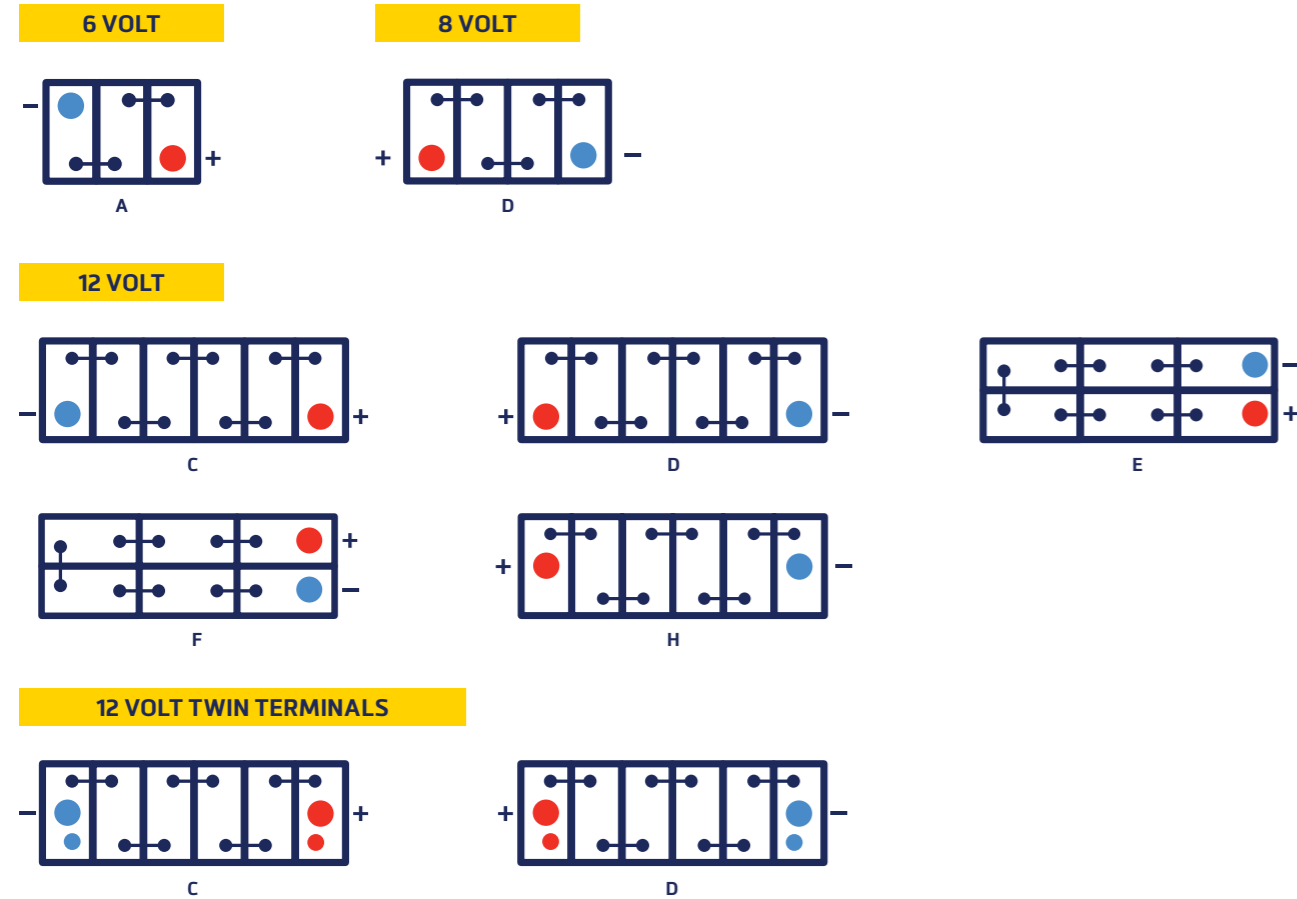 6 VOLT
8 VOLT
− +
A
+ −
D
12 VOLT
− +
C
+ −
D
−
+
E
+
−
F
+ −
H
12 VOLT TWIN TERMINALS
− +
C
+ −
D